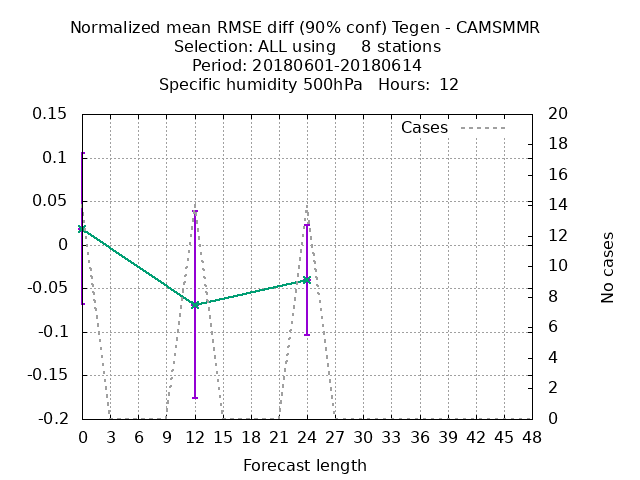 Normalized mean RMSE diff (90% conf) Tegen - CAMSMMR
Selection: ALL using 8 stations
Period: 20180601-20180614
Specific humidity 500hPa Hours: 12
0.15
0.1
0.05
0
-0.05
-0.1
-0.15
-0.2
Cases
20
18
16
14
12
10
8
6
4
2
0
No cases
0 3 6 9 12 15 18 21 24 27 30 33 36 39 42 45 48
Forecast length